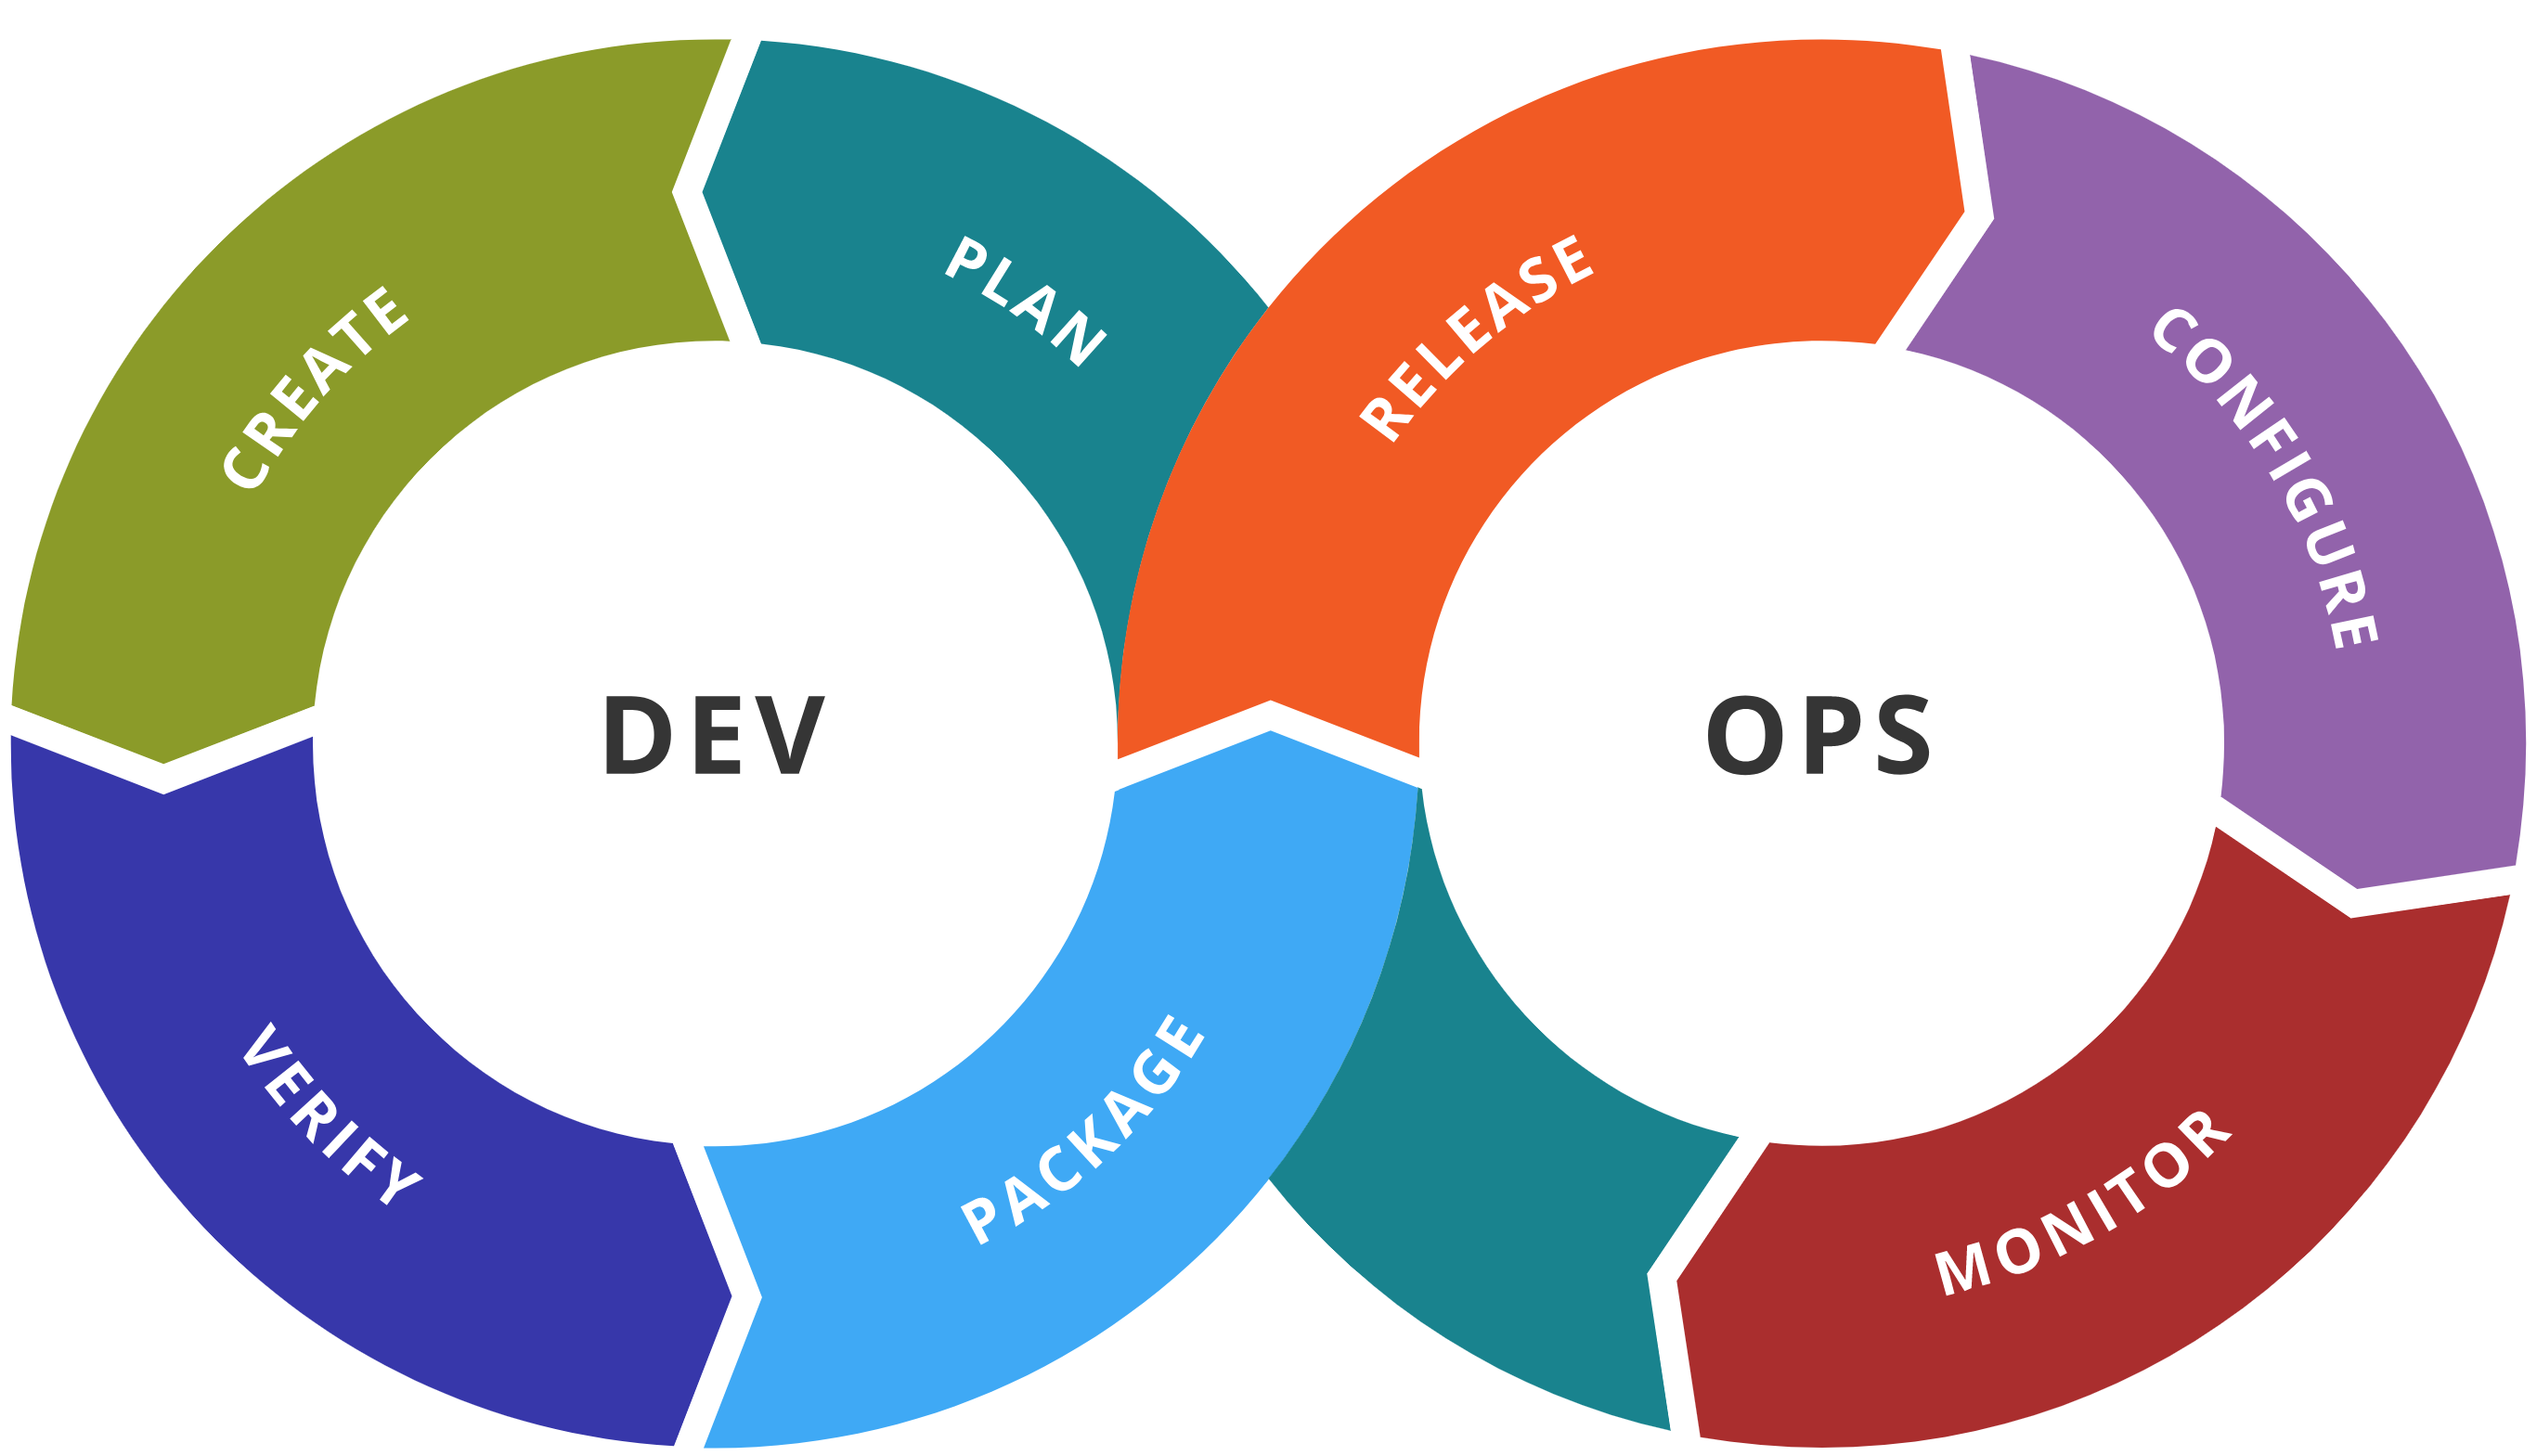 PLAN
CREATE
VERIFY
PACKAGE
RELEASE
CONFIGURE
MONITOR
DEV
OPS